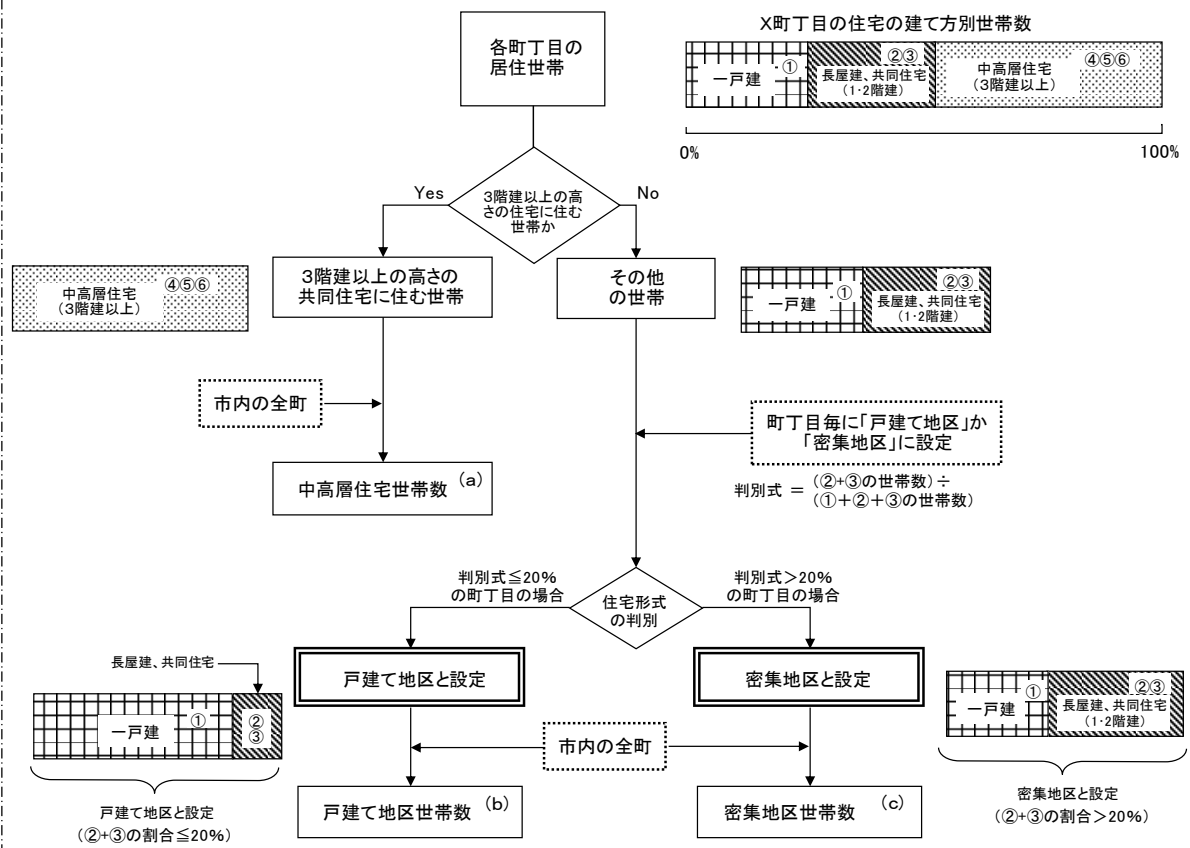 X町丁目の住宅の建て方別世帯数
各町丁目の
居住世帯
一戸建
①
②③
長屋建、共同住宅
(1・2階建)
④⑤⑥
中高層住宅
(3階建以上)
0%
100%
3階建以上の高
さの住宅に住む
世帯か
Yes
No
中高層住宅
(3階建以上)
④⑤⑥
3階建以上の高さの
共同住宅に住む世帯
その他
の世帯
一戸建
①
②③
長屋建、共同住宅
(1・2階建)
市内の全町
町丁目毎に「戸建て地区」か
「密集地区」に設定
中高層住宅世帯数
(a)
判別式 = (②+③の世帯数)÷
(①+②+③の世帯数)
判別式≦20%
の町丁目の場合
住宅形式
の判別
判別式>20%
の町丁目の場合
長屋建、共同住宅
戸建て地区と設定
密集地区と設定
一戸建
①
②
③
一戸建
①
②③
長屋建、共同住宅
(1・2階建)
市内の全町
戸建て地区と設定
(②+③の割合≦20%)
戸建て地区世帯数
(b)
密集地区世帯数
(c)
密集地区と設定
(②+③の割合>20%)